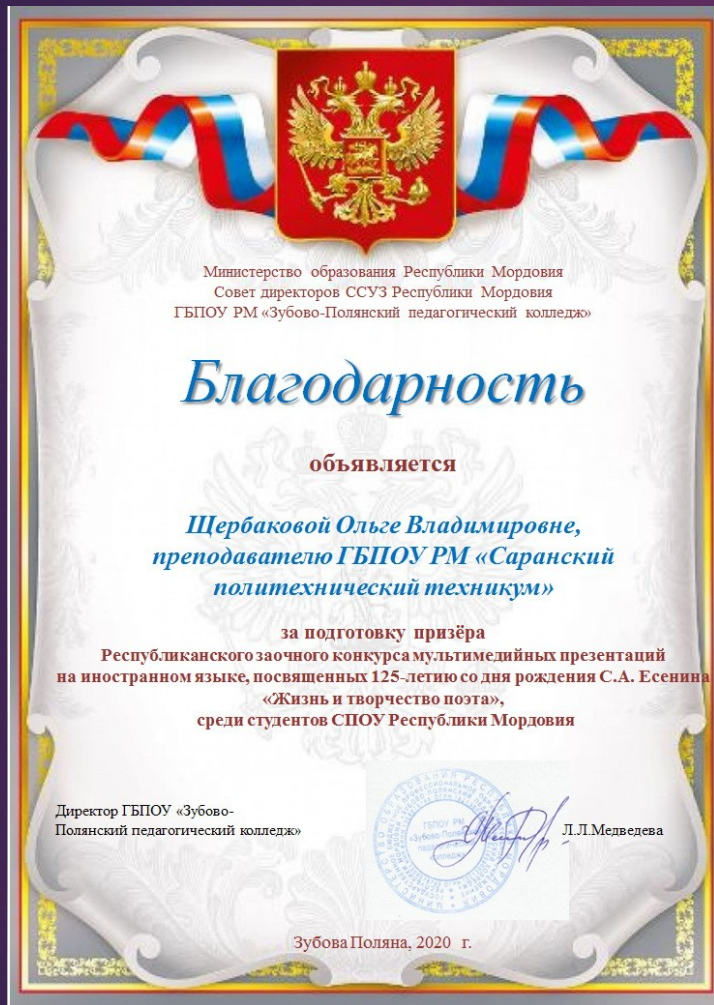 Министерство образования Республики Мордовия
Совет директоров ССУЗ Республики Мордовия
ГБПОУ РМ «Зубово-Полянский педагогический колледж»
Благодарность
объявляется
Щербаковой Ольге Владимировне,
преподавателю ГБПОУ РМ «Саранский
политехнический техникум»
за подготовку призёра
Республиканского заочного конкурса мультимедийных презентаций
на иностранном языке, посвященных 125-летию со дня рождения С.А. Есенина
«Жизнь и творчество поэта»,
среди студентов СПОУ Республики Мордовия
Директор ГБПОУ «Зубово-
Полянский педагогический колледж»
Л.Л.Медведева
Зубова Поляна, 2020 г.